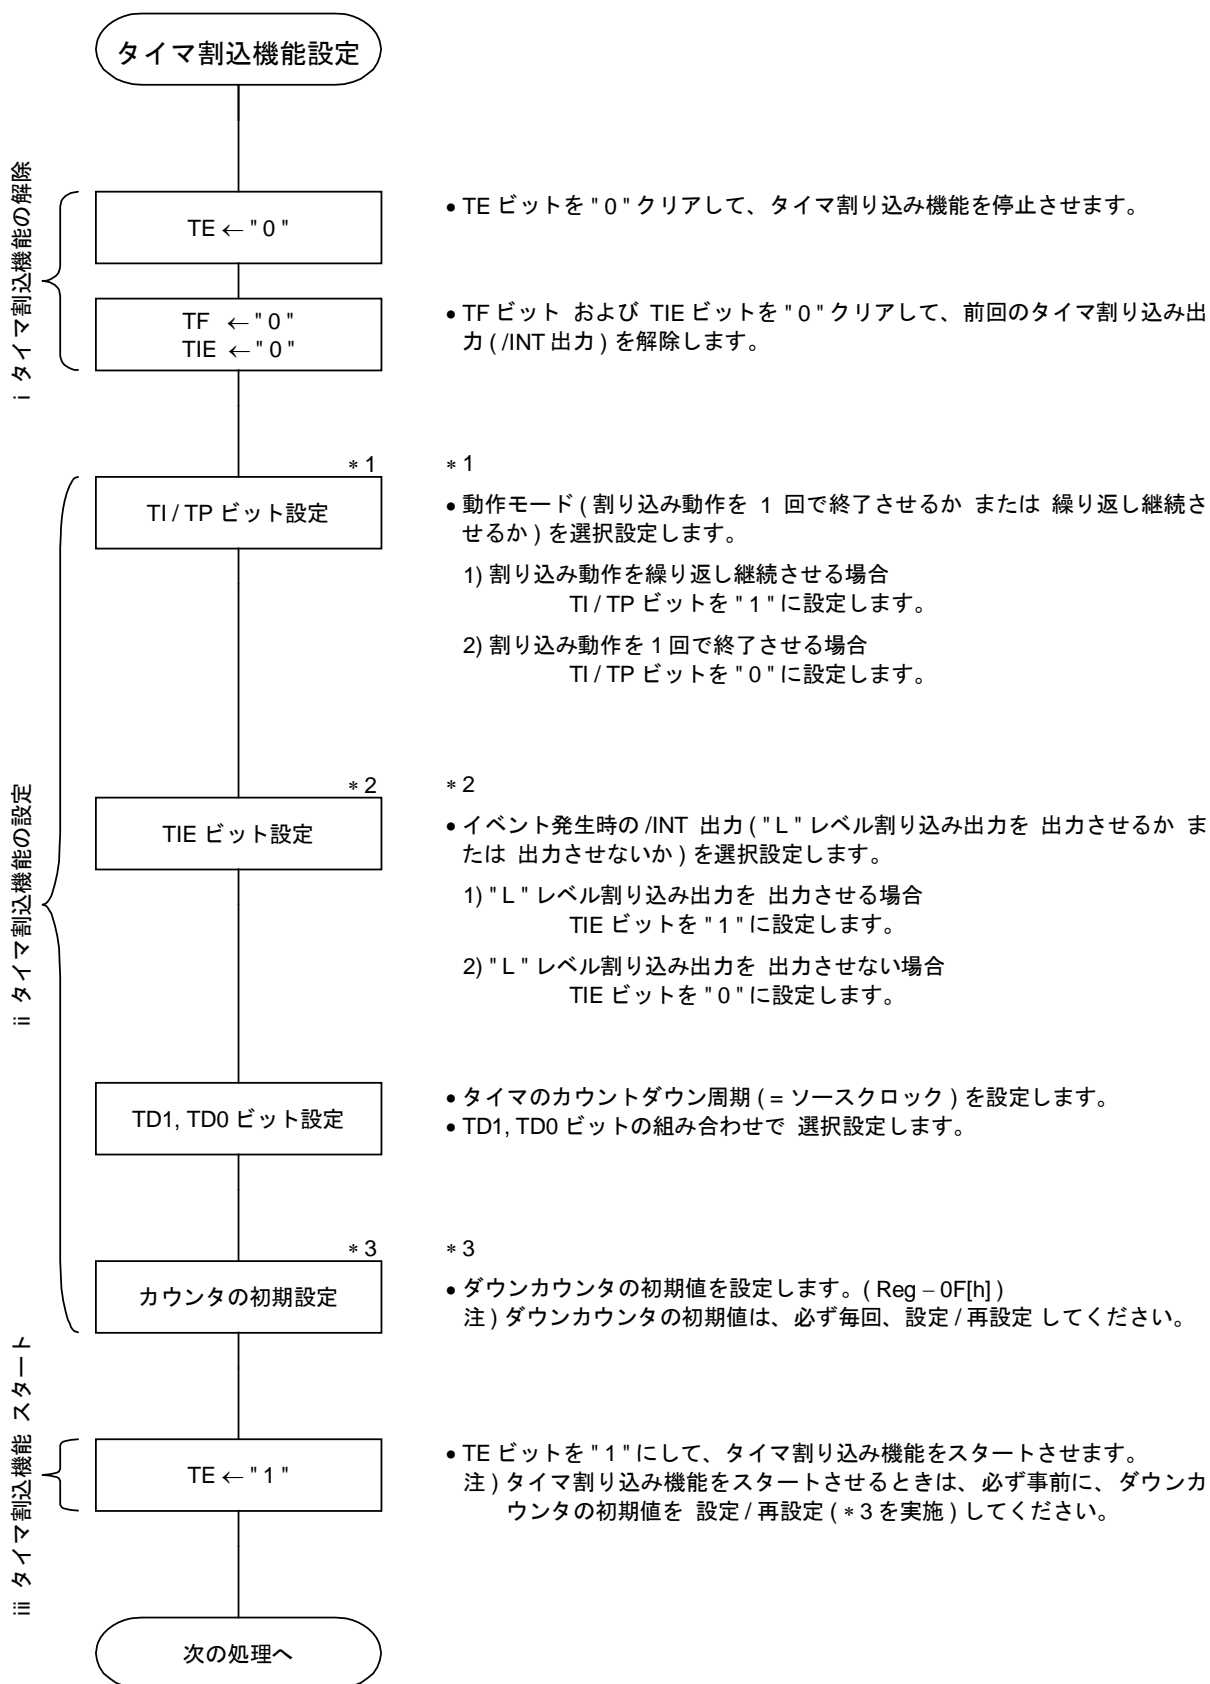 タイマ割込機能設定
i タイマ割込機能の解除
TE ← " 0 "
• TE ビットを " 0 " クリアして、タイマ割り込み機能を停止させます。
TF ← " 0 "
TIE ← " 0 "
• TF ビット および TIE ビットを " 0 " クリアして、前回のタイマ割り込み出
力 ( /INT 出力 ) を解除します。
ii タイマ割込機能の設定
* 1
TI / TP ビット設定
* 1
• 動作モード ( 割り込み動作を 1 回で終了させるか または 繰り返し継続さ
せるか ) を選択設定します。
1) 割り込み動作を繰り返し継続させる場合
TI / TP ビットを " 1 " に設定します。
2) 割り込み動作を 1 回で終了させる場合
TI / TP ビットを " 0 " に設定します。
* 2
TIE ビット設定
* 2
• イベント発生時の /INT 出力 ( " L " レベル割り込み出力を 出力させるか ま
たは 出力させないか ) を選択設定します。
1) " L " レベル割り込み出力を 出力させる場合
TIE ビットを " 1 " に設定します。
2) " L " レベル割り込み出力を 出力させない場合
TIE ビットを " 0 " に設定します。
TD1, TD0 ビット設定
• タイマのカウントダウン周期 ( = ソースクロック ) を設定します。
• TD1, TD0 ビットの組み合わせで 選択設定します。
* 3
カウンタの初期設定
* 3
• ダウンカウンタの初期値を設定します。( Reg – 0F[h] )
注 ) ダウンカウンタの初期値は、必ず毎回、設定 / 再設定 してください。
iii タイマ割込機能 スタート
TE ← " 1 "
• TE ビットを " 1 " にして、タイマ割り込み機能をスタートさせます。
注 ) タイマ割り込み機能をスタートさせるときは、必ず事前に、ダウンカ
ウンタの初期値を 設定 / 再設定 ( * 3 を実施 ) してください。
次の処理へ